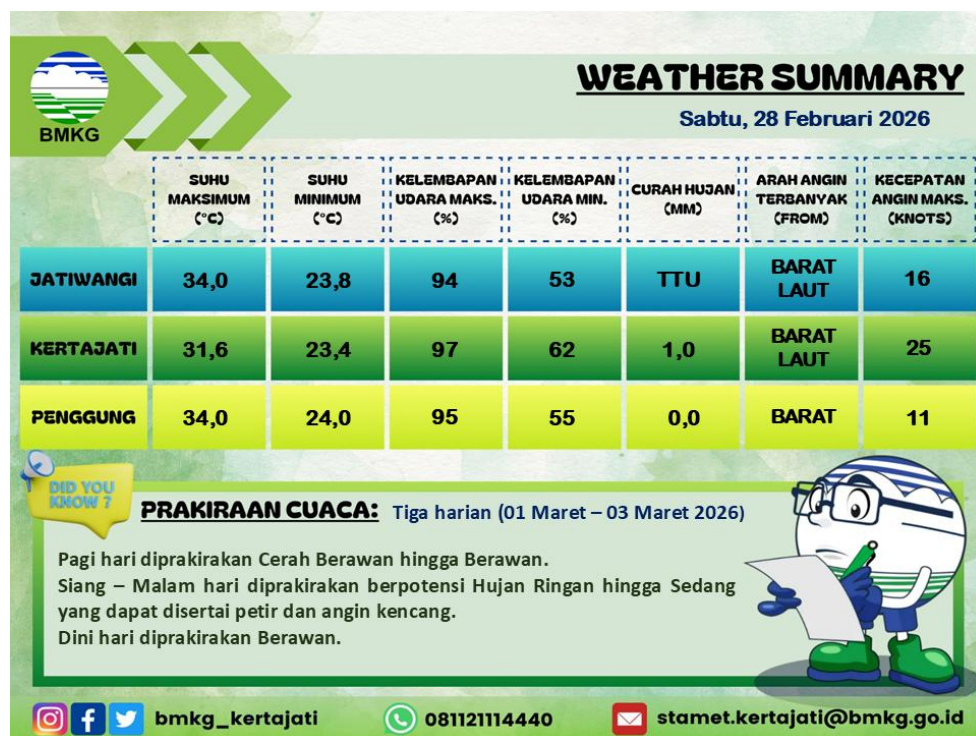 BMKG
WEATHER SUMMARY
Sabtu, 28 Februari 2026
SUHU MAKSIMUM (°C) SUHU MINIMUM (°C) KELEMBAPAN UDARA MAKS. (%) KELEMBAPAN UDARA MIN. (%) CURAH HUJAN (MM) ARAH ANGIN TERBANYAK (FROM) KECEPATAN ANGIN MAKS. (KNOTS)
JATIWANGI 34,0 23,8 94 53 TTU BARAT LAUT 16
KERTAJATI 31,6 23,4 97 62 1,0 BARAT LAUT 25
PENGGUNG 34,0 24,0 95 55 0,0 BARAT 11
DID YOU
KNOW ?
PRAKIRAAN CUACA: Tiga harian (01 Maret – 03 Maret 2026)
Pagi hari diprakirakan Cerah Berawan hingga Berawan.
Siang – Malam hari diprakirakan berpotensi Hujan Ringan hingga Sedang
yang dapat disertai petir dan angin kencang.
Dini hari diprakirakan Berawan.
bmkg_kertajati 081121114440 stamet.kertajati@bmkg.go.id